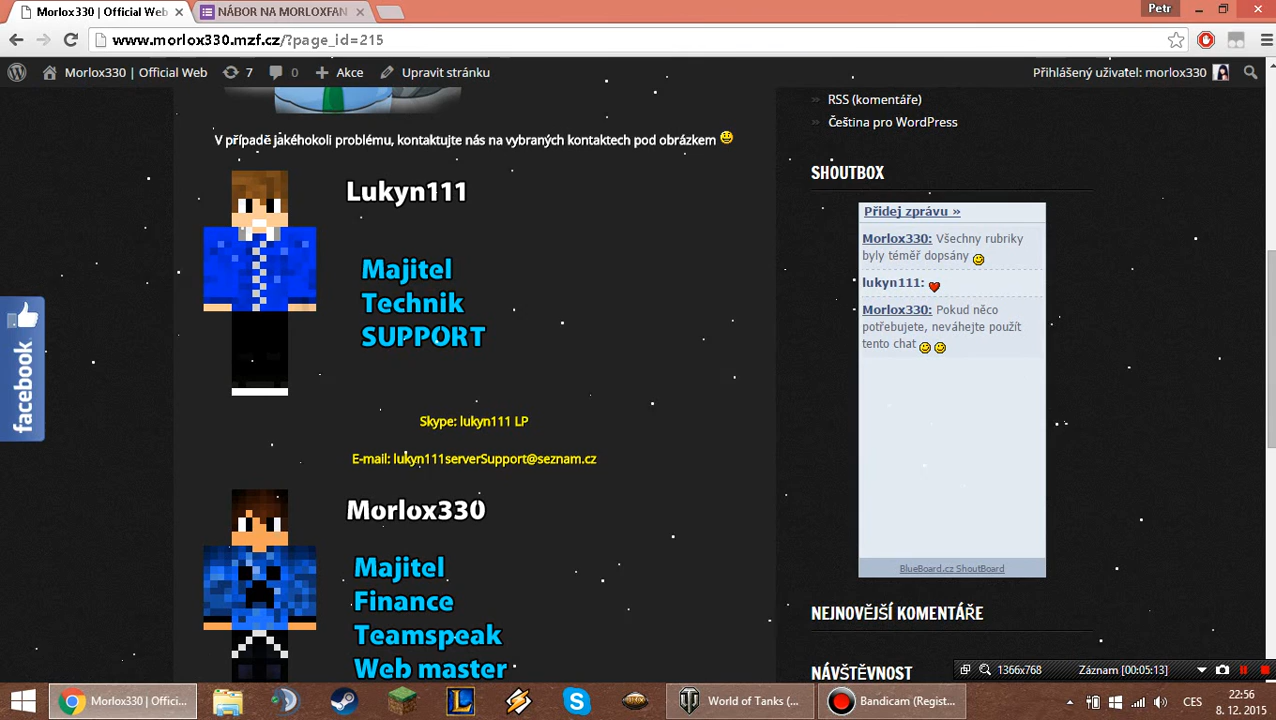 Morlox330 | Official Web
NÁBOR NA MORLOXFAN
Petr
www.morlox330.mzf.cz/?page_id=215
Morlox330 | Official Web
7
0
Akce
Upravit stránku
Přihlášený uživatel: morlox330
V případě jakéhokoli problému, kontaktujte nás na vybraných kontaktech pod obrázkem
Lukyn111
Majitel
Technik
SUPPORT
Skype: lukyn111 LP
E-mail: lukyn111serverSupport@seznam.cz
Morlox330
Majitel
Finance
Teamspeak
Web master
facebook
RSS (komentáře)
Čeština pro WordPress
SHOUTBOX
Přidej zprávu »
Morlox330: Všechny rubriky
byly téměř dopsány
lukyn111:
Morlox330: Pokud něco
potřebujete, neváhejte použít
tento chat
BlueBoard.cz ShoutBoard
NEJNOVĚJŠÍ KOMENTÁŘE
NÁVŠTĚVNOST
1366x768
Záznam [00:05:13]
Morlox330 | Offici...
World of Tanks (...
Bandicam (Regist...
CES
22:56
8. 12. 2015